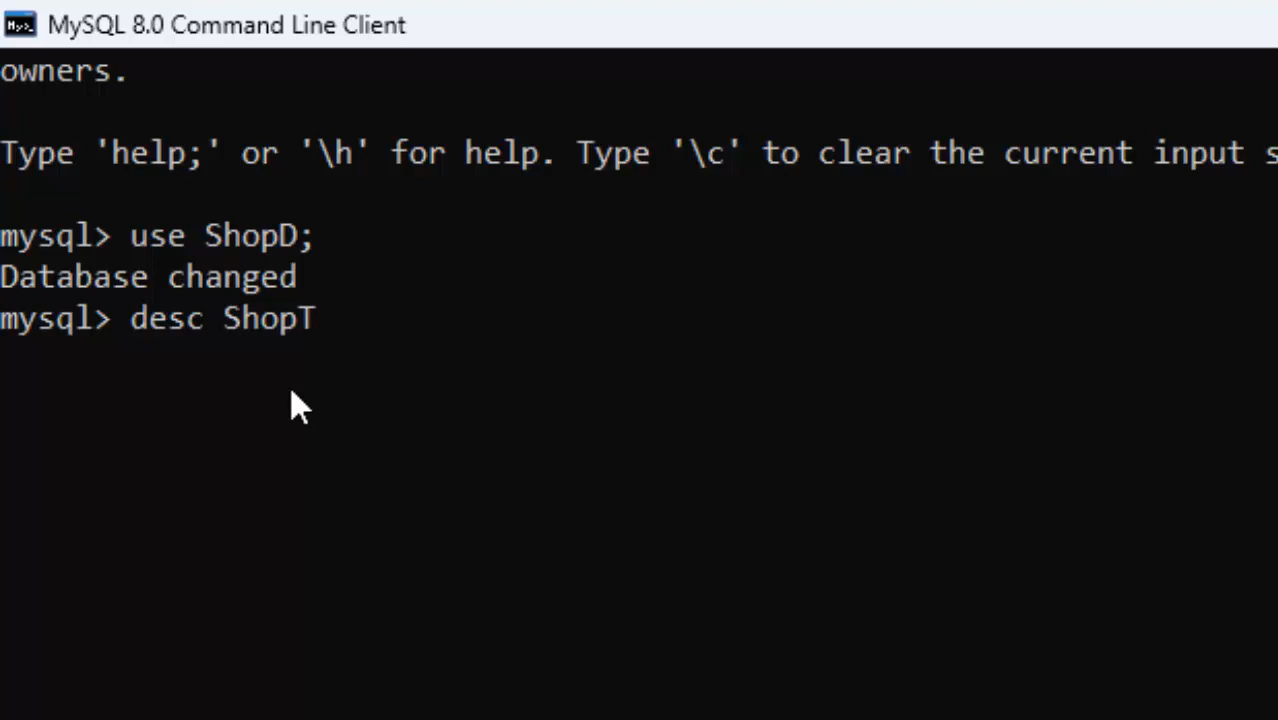 MySQL 8.0 Command Line Client
owners.
Type 'help;' or '\h' for help. Type '\c' to clear the current input s
mysql> use ShopD;
Database changed
mysql> desc ShopT